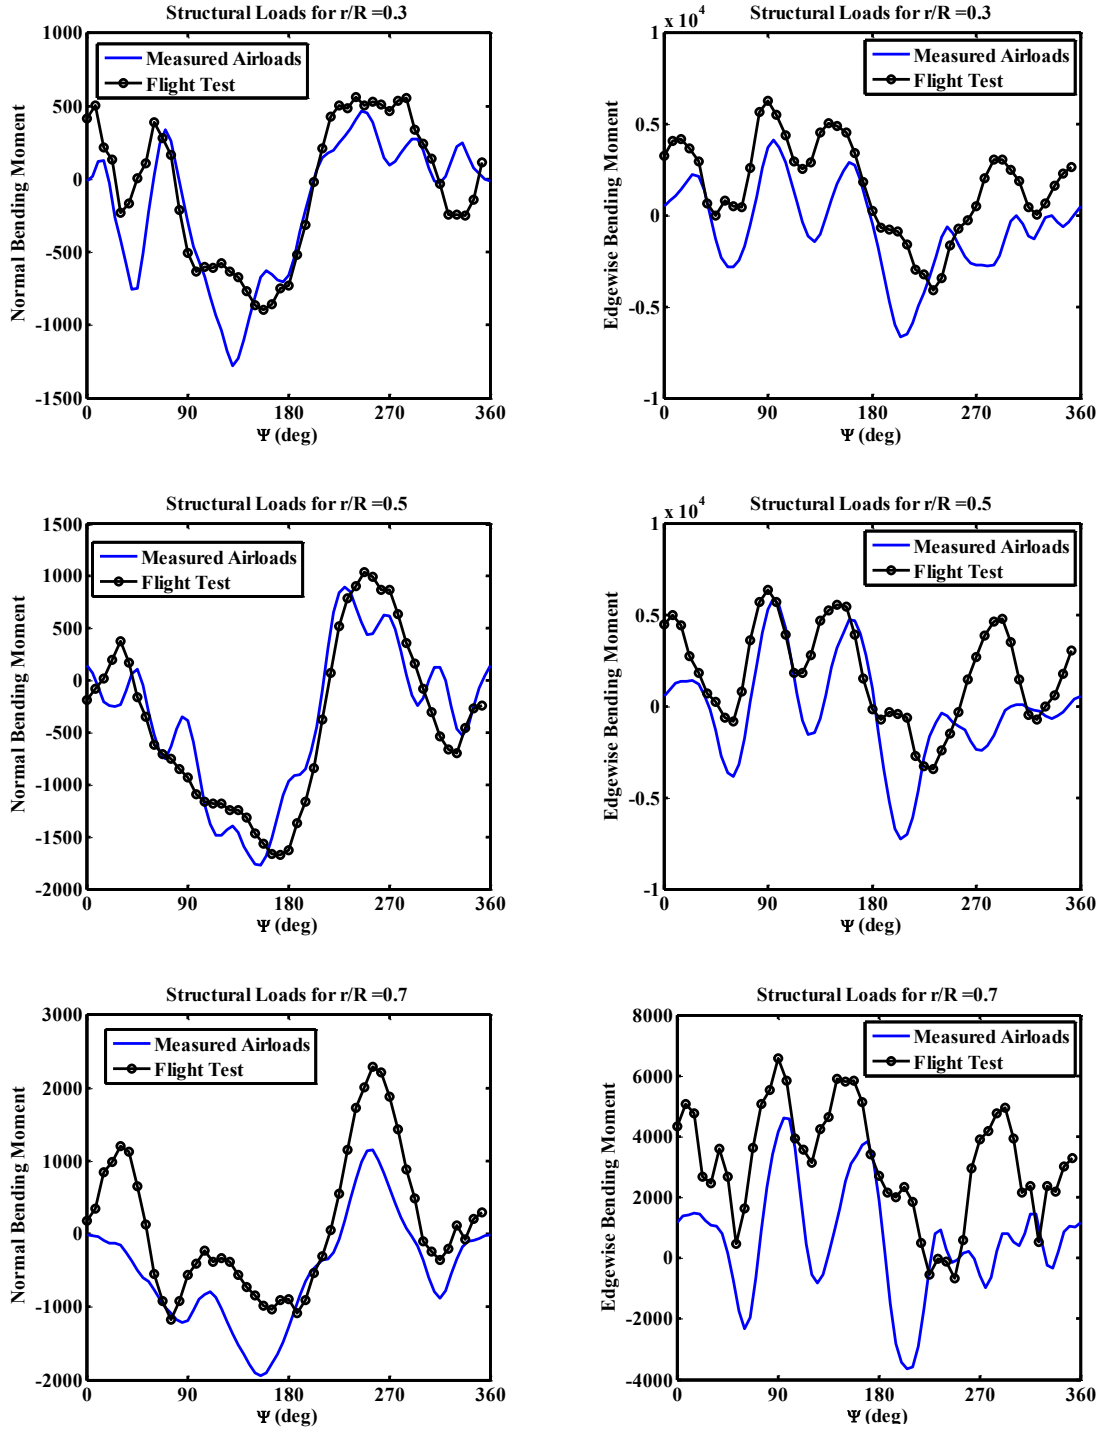 Structural Loads for r/R =0.3
1000
500
0
-500
-1000
-1500
Normal Bending Moment
Measured Airloads
Flight Test
0 90 180 270 360
Ψ (deg)
Structural Loads for r/R =0.3
x 10^4
1
0.5
0
-0.5
-1
Edgewise Bending Moment
Measured Airloads
Flight Test
0 90 180 270 360
Ψ (deg)
Structural Loads for r/R =0.5
1500
1000
500
0
-500
-1000
-1500
-2000
Normal Bending Moment
Measured Airloads
Flight Test
0 90 180 270 360
Ψ (deg)
Structural Loads for r/R =0.5
x 10^4
1
0.5
0
-0.5
-1
Edgewise Bending Moment
Measured Airloads
Flight Test
0 90 180 270 360
Ψ (deg)
Structural Loads for r/R =0.7
3000
2000
1000
0
-1000
-2000
Normal Bending Moment
Measured Airloads
Flight Test
0 90 180 270 360
Ψ (deg)
Structural Loads for r/R =0.7
8000
6000
4000
2000
0
-2000
-4000
Edgewise Bending Moment
Measured Airloads
Flight Test
0 90 180 270 360
Ψ (deg)